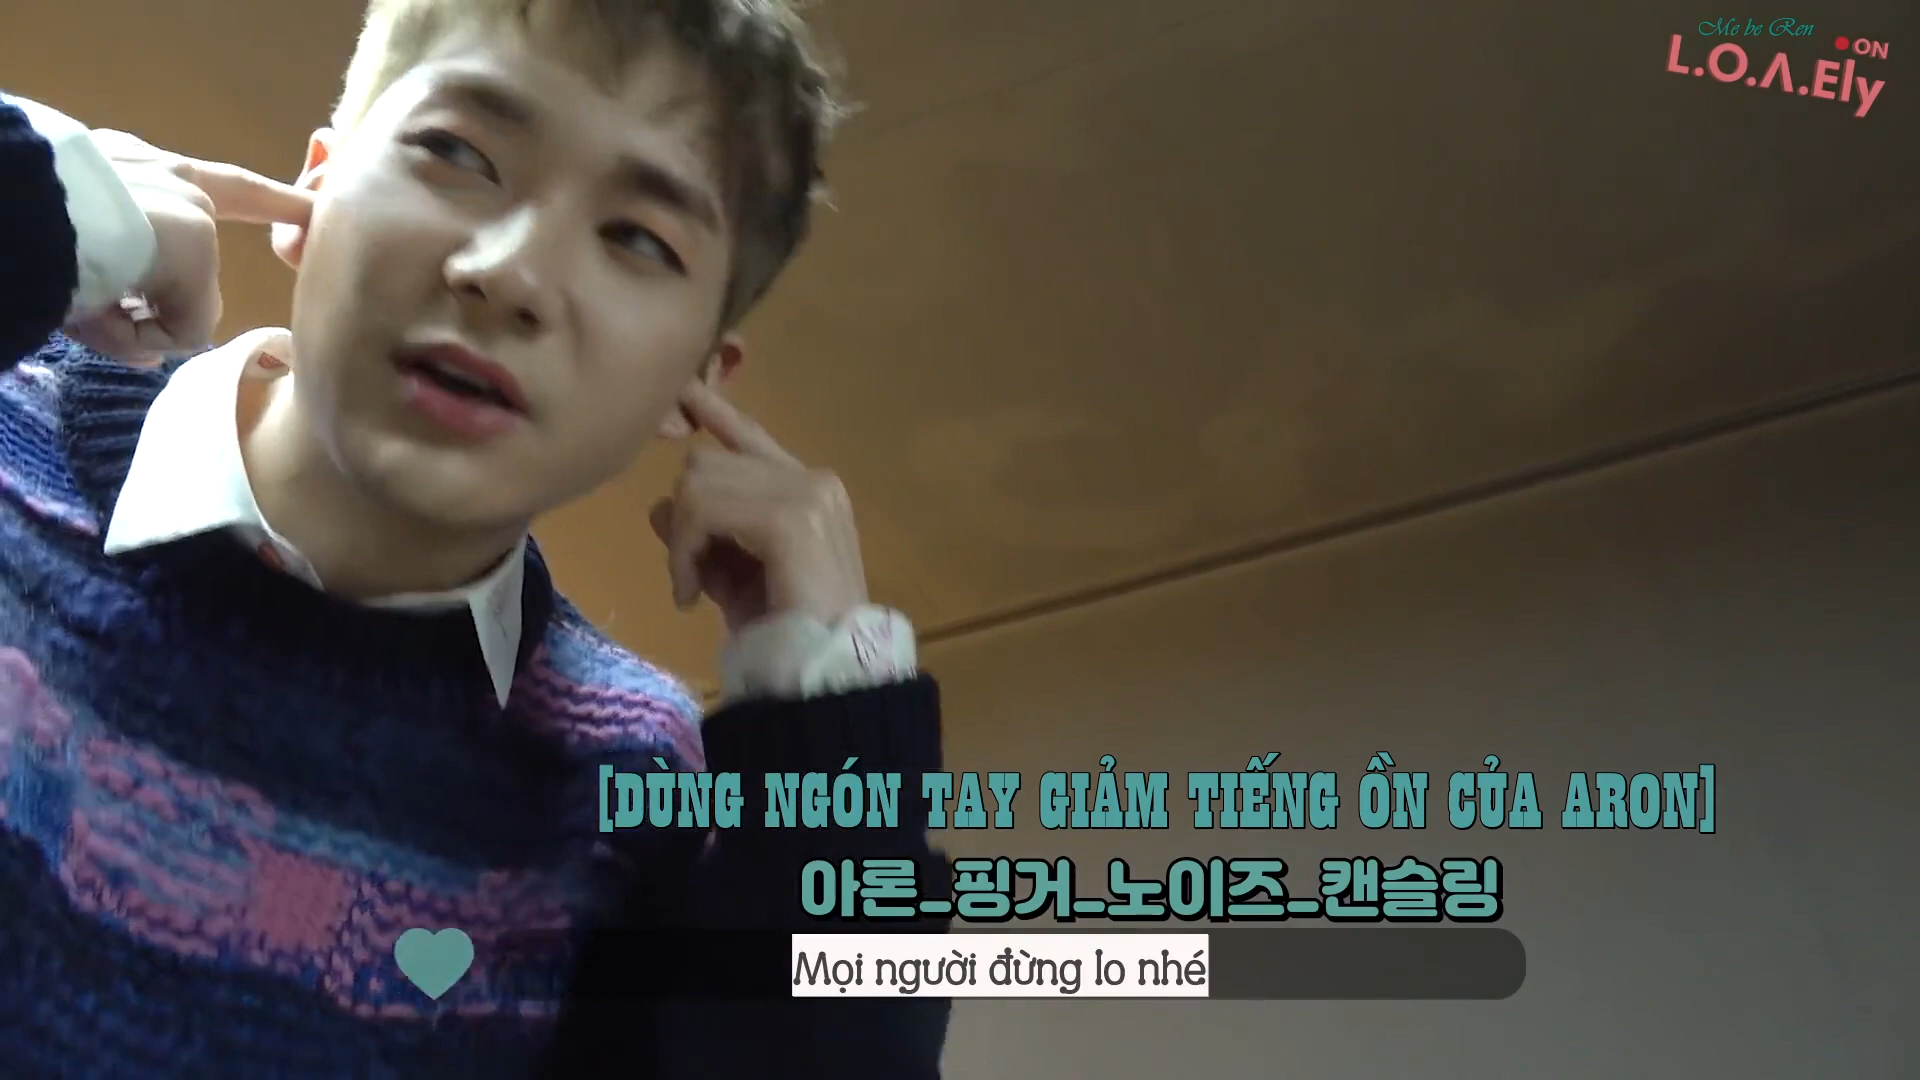 Me be Ren
ON
L.O.Λ.Ely
[DÙNG NGÓN TAY GIẢM TIẾNG ỒN CỦA ARON]
아론_핑거_노이즈_캔슬링
Mọi người đừng lo nhé